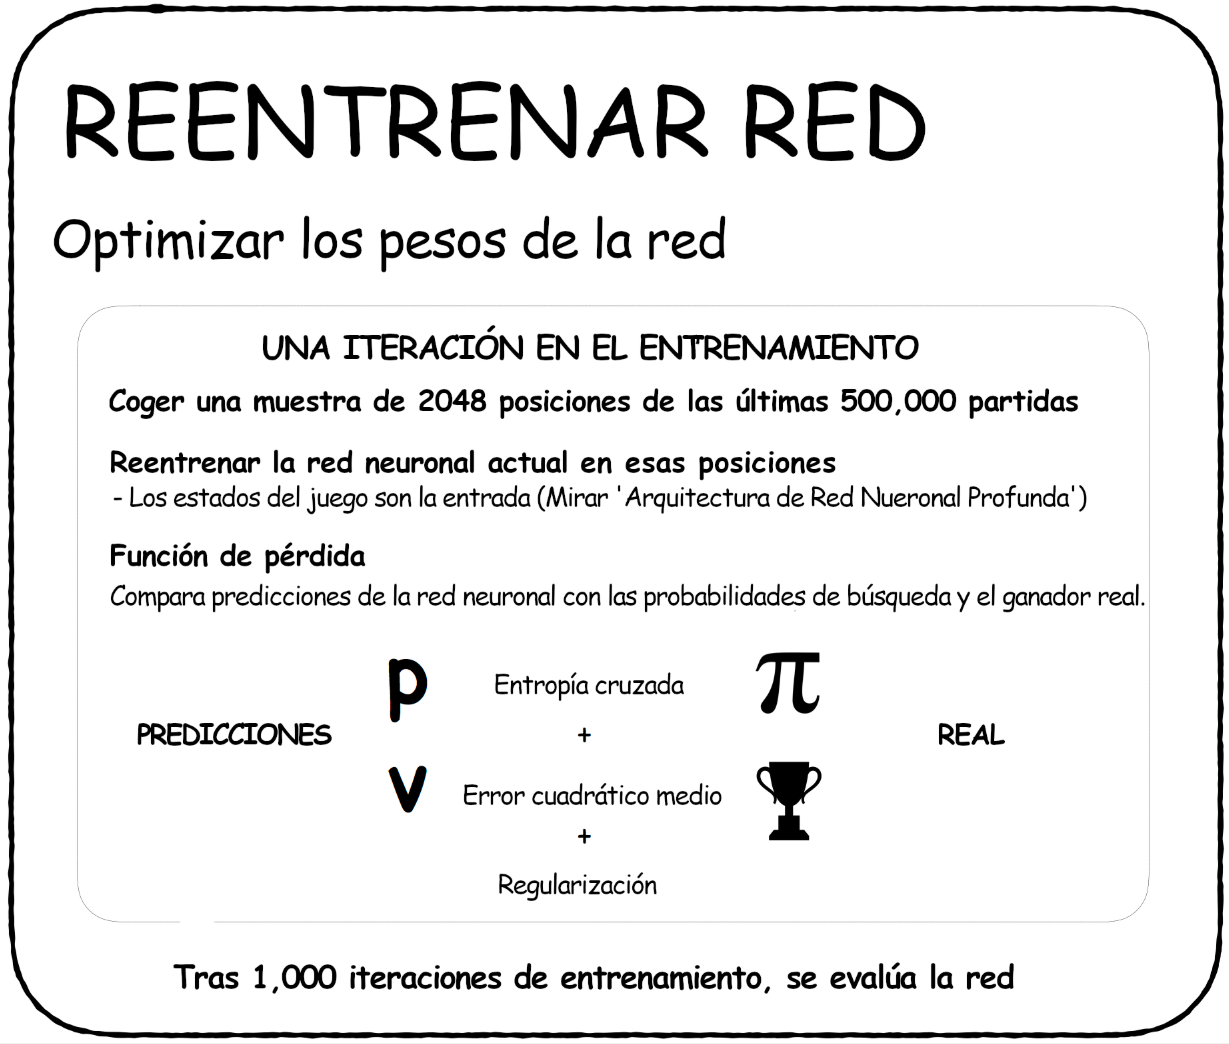 REENTRENAR RED
Optimizar los pesos de la red
UNA ITERACIÓN EN EL ENTRENAMIENTO
Coger una muestra de 2048 posiciones de las últimas 500,000 partidas
Reentrenar la red neuronal actual en esas posiciones
- Los estados del juego son la entrada (Mirar 'Arquitectura de Red Nueronal Profunda')
Función de pérdida
Compara predicciones de la red neuronal con las probabilidades de búsqueda y el ganador real.
p Entropía cruzada π
PREDICCIONES + REAL
v Error cuadrático medio
+
Regularización
Tras 1,000 iteraciones de entrenamiento, se evalúa la red